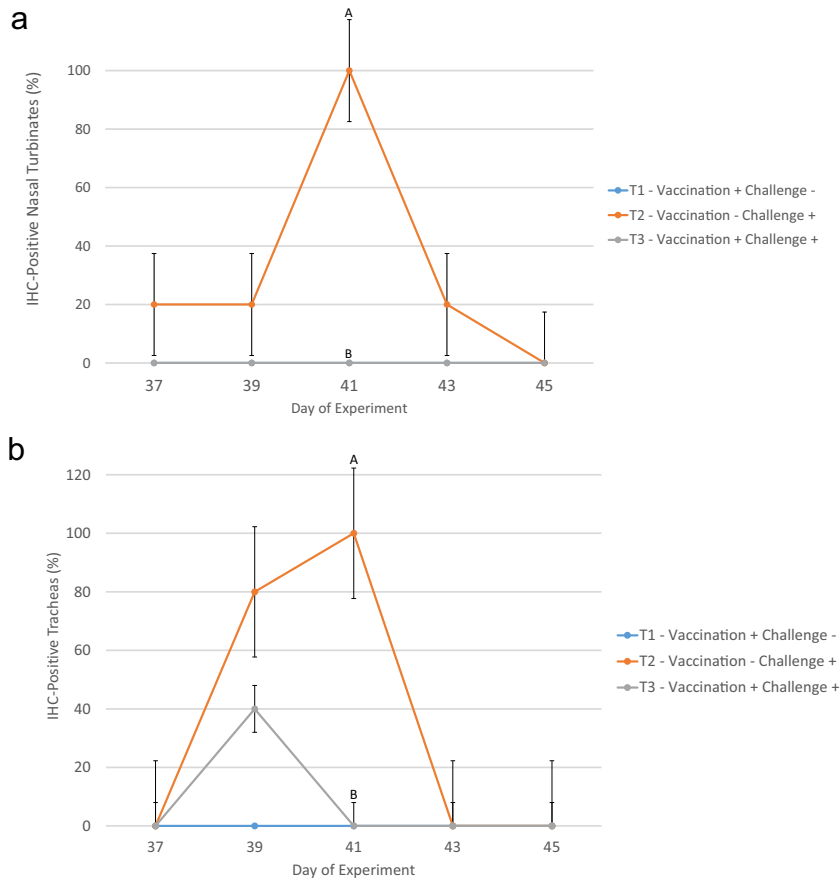 a
A
100
80
60
40
20
0
B
37 39 41 43 45
Day of Experiment
IHC-Positive Nasal Turbinates (%)
T1 - Vaccination + Challenge -
T2 - Vaccination - Challenge +
T3 - Vaccination + Challenge +
b
120
A
100
80
60
40
20
0
B
37 39 41 43 45
Day of Experiment
IHC-Positive Tracheas (%)
T1 - Vaccination + Challenge -
T2 - Vaccination - Challenge +
T3 - Vaccination + Challenge +